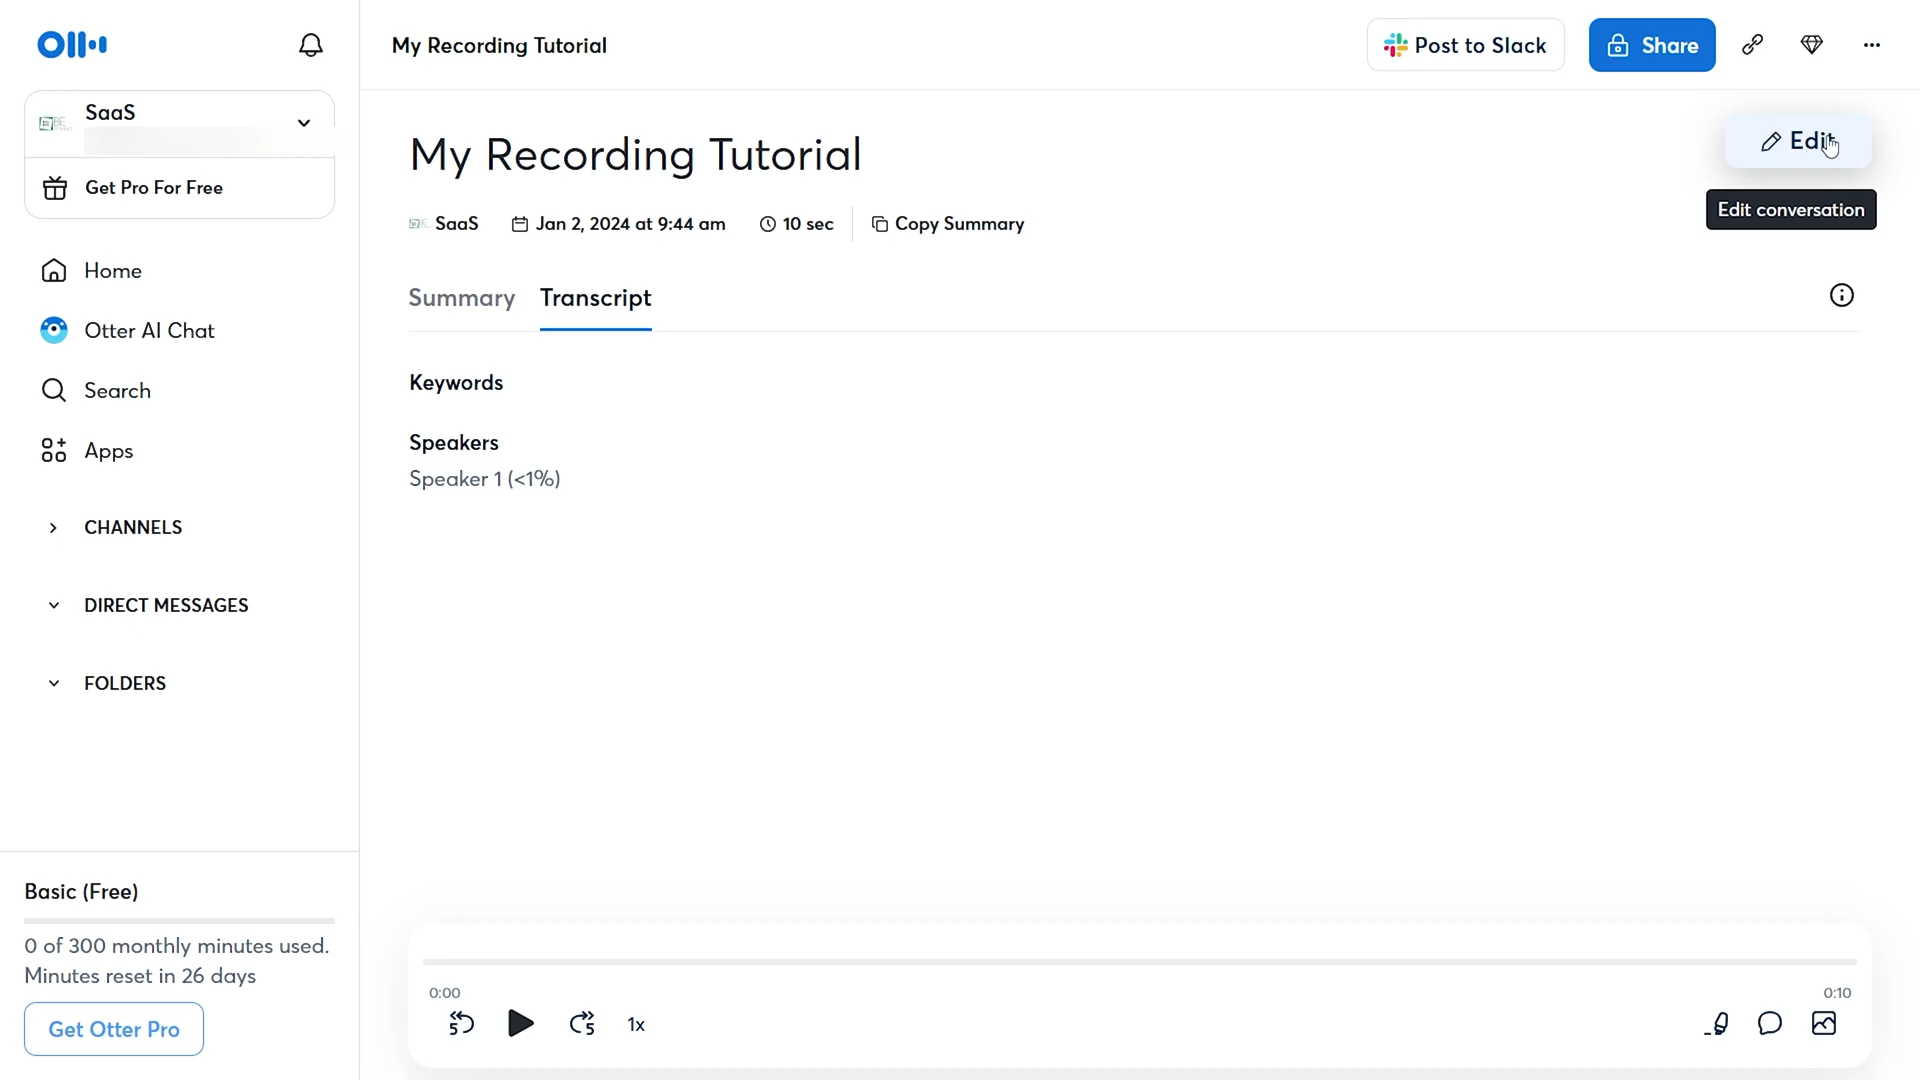 My Recording Tutorial
Post to Slack
Share
SaaS
Get Pro For Free
Home
Otter AI Chat
Search
Apps
CHANNELS
DIRECT MESSAGES
FOLDERS
Basic (Free)
0 of 300 monthly minutes used.
Minutes reset in 26 days
Get Otter Pro
My Recording Tutorial
Edit
Edit conversation
SaaS
Jan 2, 2024 at 9:44 am
10 sec
Copy Summary
Summary
Transcript
Keywords
Speakers
Speaker 1 (<1%)
0:00
0:10
5
5
1x